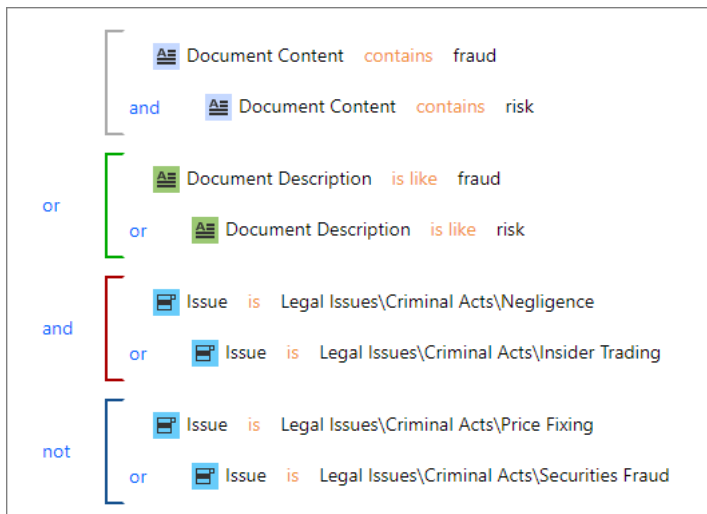 Document Content contains fraud
and Document Content contains risk
Document Description is like fraud
or
or Document Description is like risk
Issue is Legal Issues\Criminal Acts\Negligence
and
or Issue is Legal Issues\Criminal Acts\Insider Trading
Issue is Legal Issues\Criminal Acts\Price Fixing
not
or Issue is Legal Issues\Criminal Acts\Securities Fraud